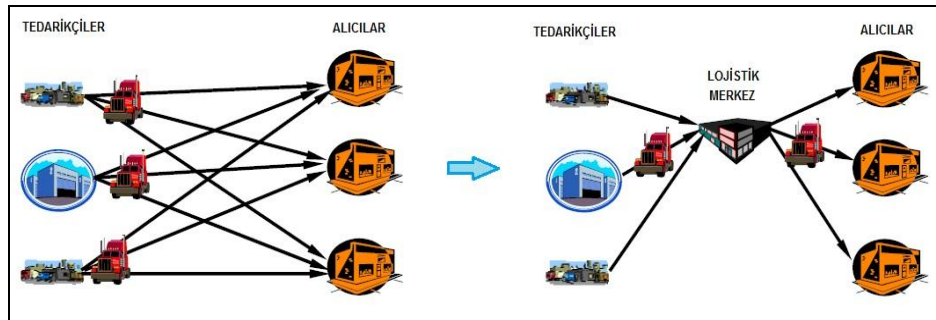 TEDARİKÇİLER
ALICILAR
TEDARİKÇİLER
ALICILAR
LOJİSTİK
MERKEZ